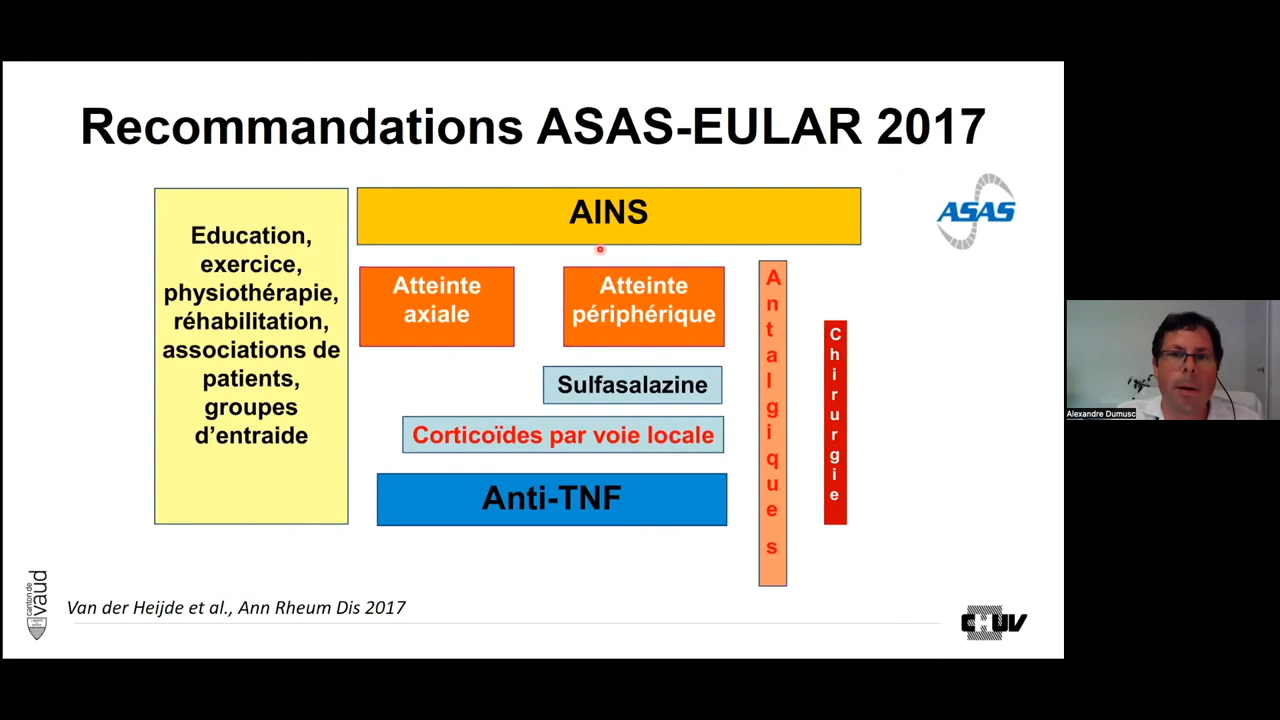 Recommandations ASAS-EULAR 2017
Education,
exercice,
physiothérapie,
réhabilitation,
associations de
patients,
groupes
d'entraide
AINS
Atteinte
axiale
Atteinte
périphérique
Sulfasalazine
Corticoïdes par voie locale
Anti-TNF
Antalgiques
Chirurgie
ASAS
canton de
vaud
Van der Heijde et al., Ann Rheum Dis 2017
CHUV
Alexandre Dumusc